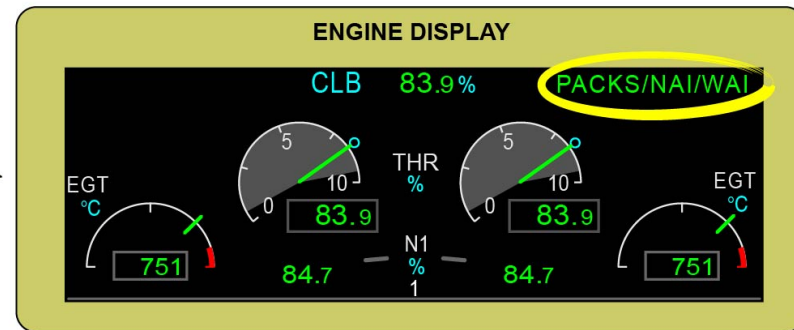 ENGINE DISPLAY
CLB 83.9% PACKS/NAI/WAI
5 5
THR
%
EGT
°C
10 10
EGT
°C
0 0
83.9 83.9
N1
%
1
751 84.7 84.7 751